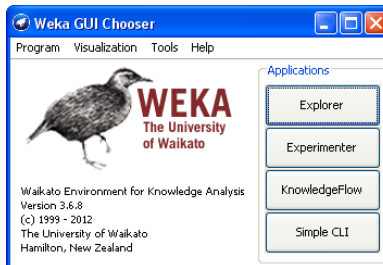 Weka GUI Chooser
Program Visualization Tools Help
WEKA
The University
of Waikato
Waikato Environment for Knowledge Analysis
Version 3.6.8
(c) 1999 - 2012
The University of Waikato
Hamilton, New Zealand
Applications
Explorer
Experimenter
KnowledgeFlow
Simple CLI